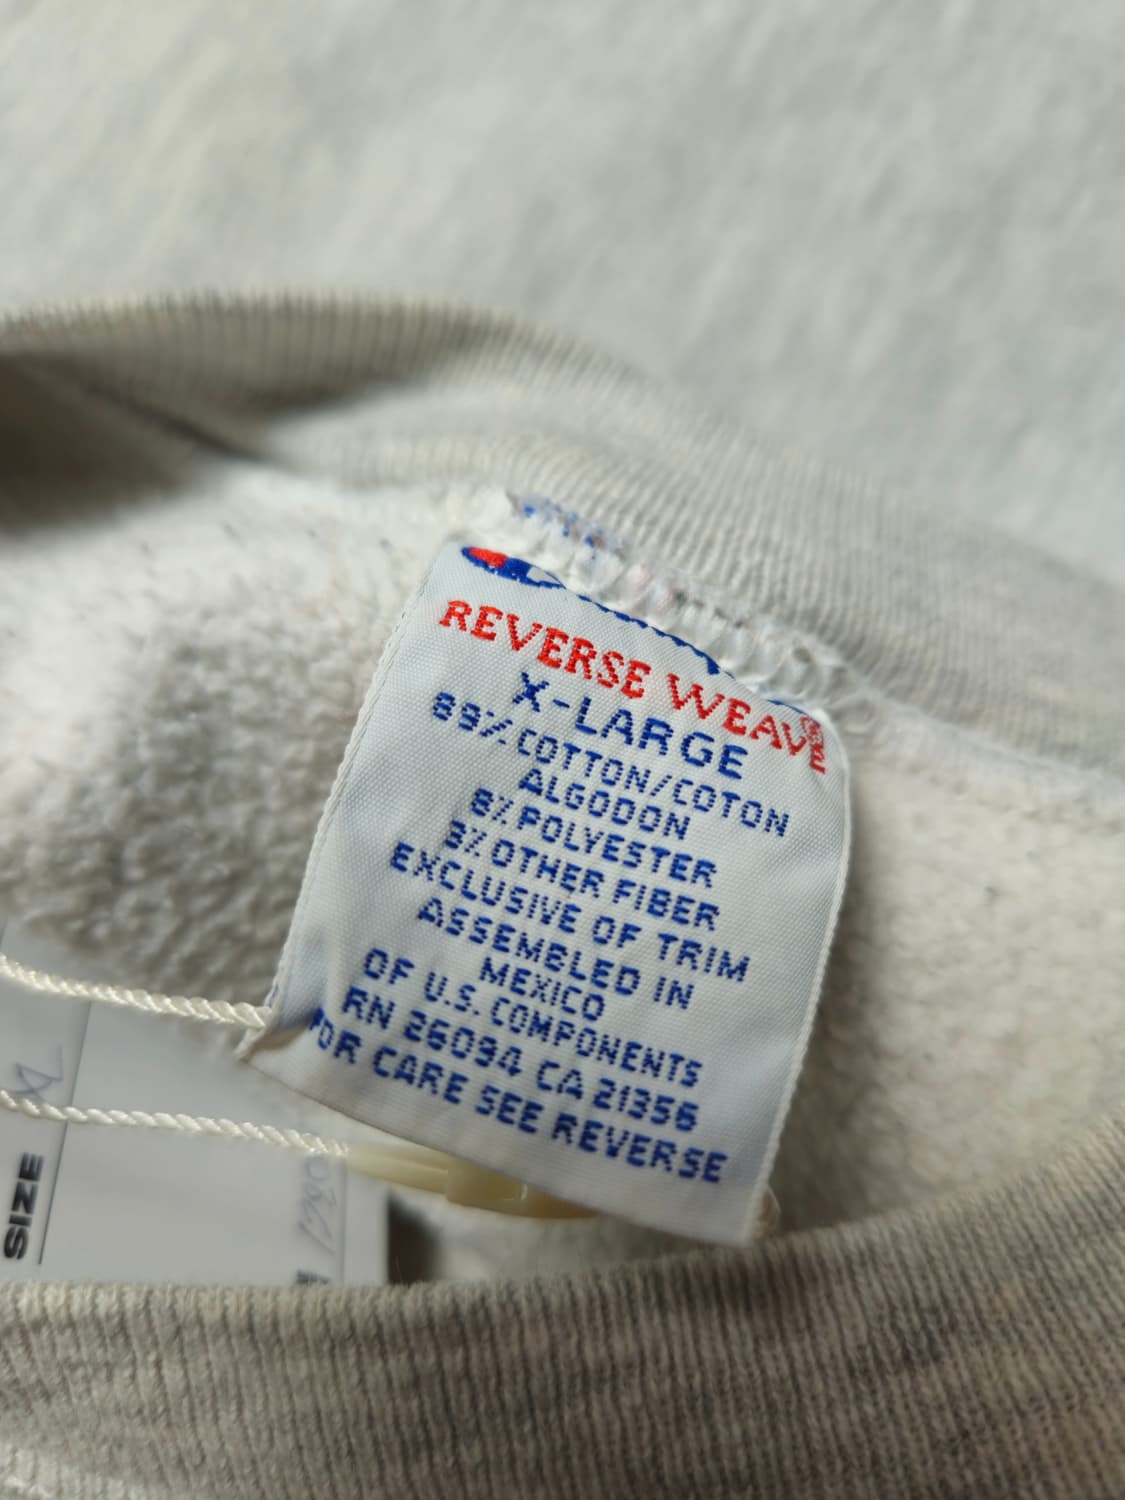 REVERSE WEAVE
X-LARGE
89% COTTON/COTON
ALGODON
8% POLYESTER
3% OTHER FIBER
EXCLUSIVE OF TRIM
ASSEMBLED IN
MEXICO
OF U.S. COMPONENTS
RN 26094 CA 21356
FOR CARE SEE REVERSE
SIZE